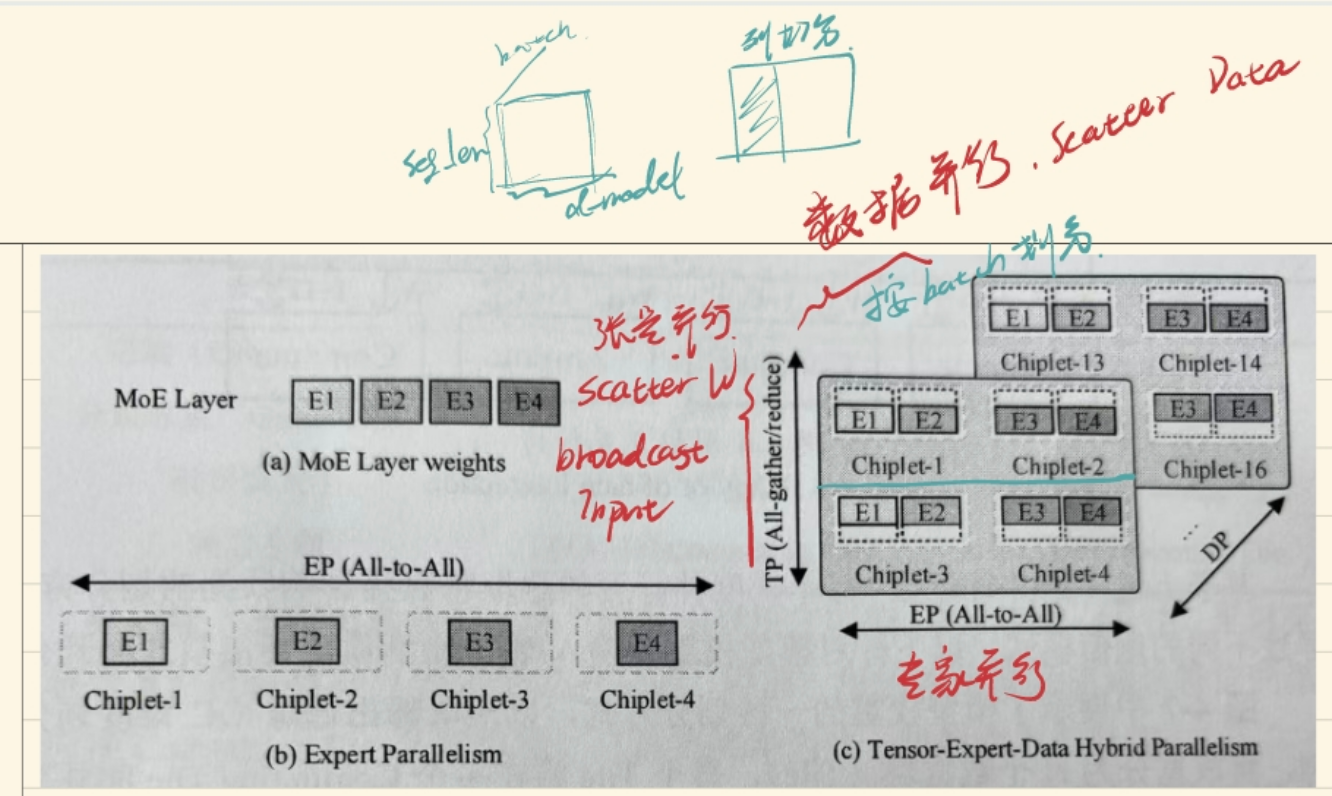 batch
列切分
seq_len
d-model
数据并行. Scatter Data
按batch划分.
张量并行.
scatter W
broadcast
Input
MoE Layer
E1 E2 E3 E4
(a) MoE Layer weights
EP (All-to-All)
E1 E2 E3 E4
Chiplet-1 Chiplet-2 Chiplet-3 Chiplet-4
(b) Expert Parallelism
E1 E2 E3 E4
Chiplet-13 Chiplet-14
TP (All-gather/reduce)
E1 E2 E3 E4 E3 E4
Chiplet-1 Chiplet-2 Chiplet-16
E1 E2 E3 E4
Chiplet-3 Chiplet-4
... DP
EP (All-to-All)
专家并行
(c) Tensor-Expert-Data Hybrid Parallelism